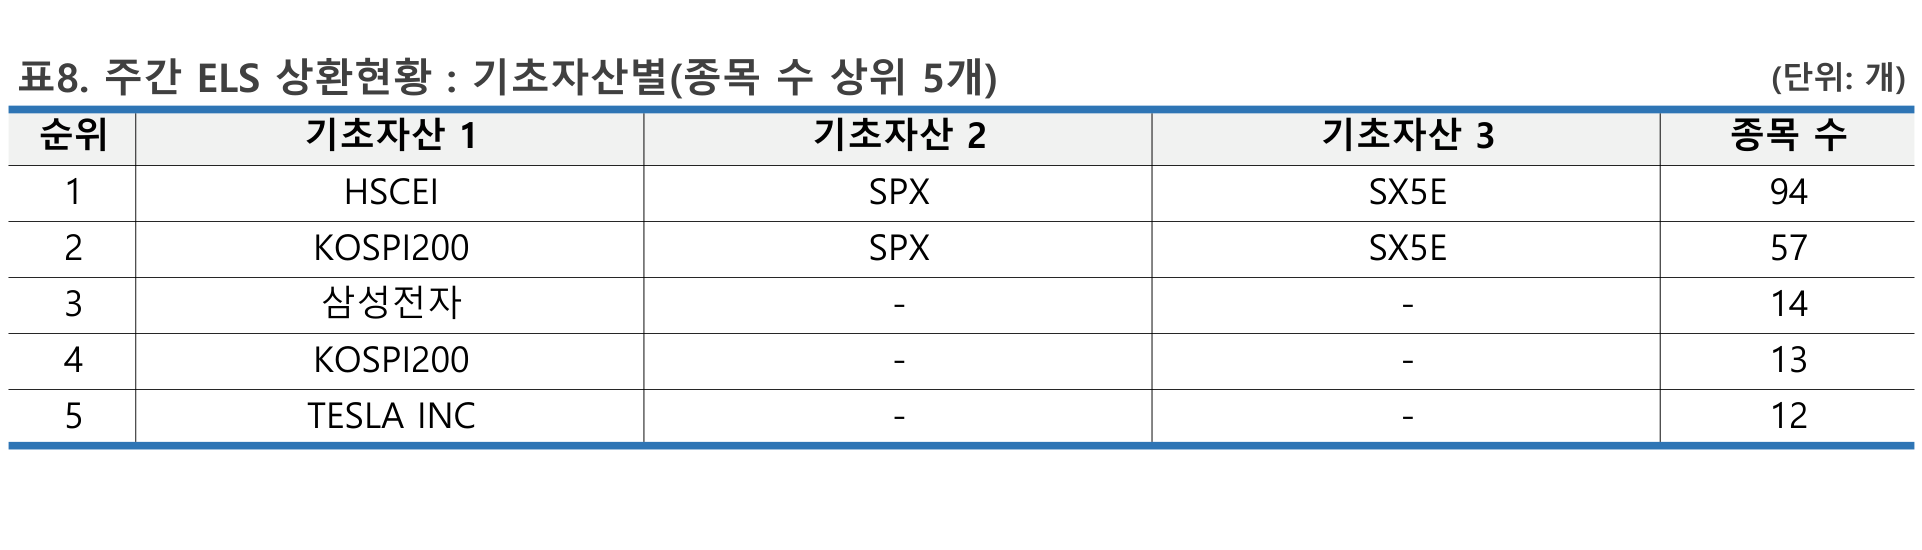 표8. 주간 ELS 상환현황 : 기초자산별(종목 수 상위 5개) (단위: 개)
순위 기초자산 1 기초자산 2 기초자산 3 종목 수
1 HSCEI SPX SX5E 94
2 KOSPI200 SPX SX5E 57
3 삼성전자 - - 14
4 KOSPI200 - - 13
5 TESLA INC - - 12